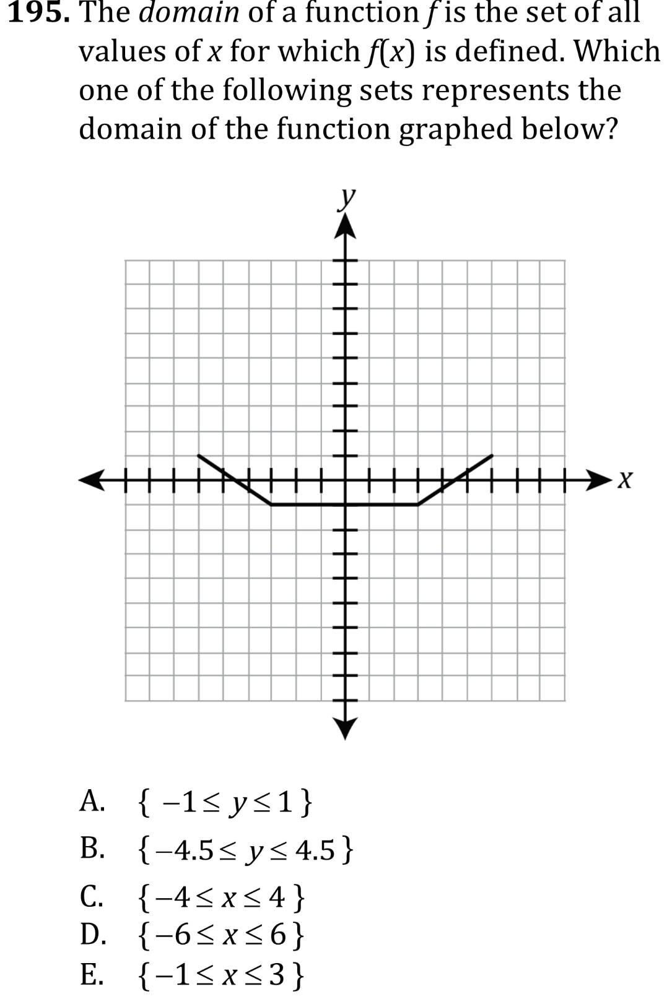 195. The domain of a function f is the set of all
values of x for which f(x) is defined. Which
one of the following sets represents the
domain of the function graphed below?
y
x
A. { –1 ≤ y ≤ 1 }
B. { –4.5 ≤ y ≤ 4.5 }
C. { –4 ≤ x ≤ 4 }
D. { –6 ≤ x ≤ 6 }
E. { –1 ≤ x ≤ 3 }